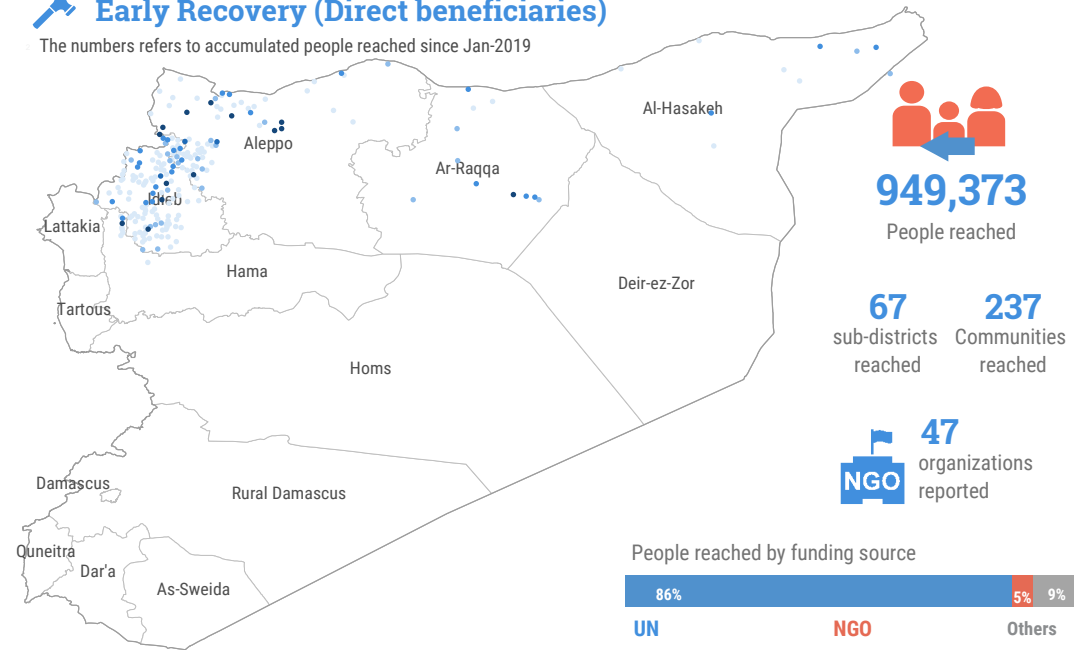 Early Recovery (Direct beneficiaries)
The numbers refers to accumulated people reached since Jan-2019
Al-Hasakeh
Aleppo
Ar-Raqqa
Idleb
Lattakia
Hama
Deir-ez-Zor
Tartous
Homs
Damascus
Rural Damascus
Quneitra
Dar'a
As-Sweida
949,373
People reached
67
sub-districts
reached
237
Communities
reached
NGO
47
organizations
reported
People reached by funding source
86% 5% 9%
UN NGO Others